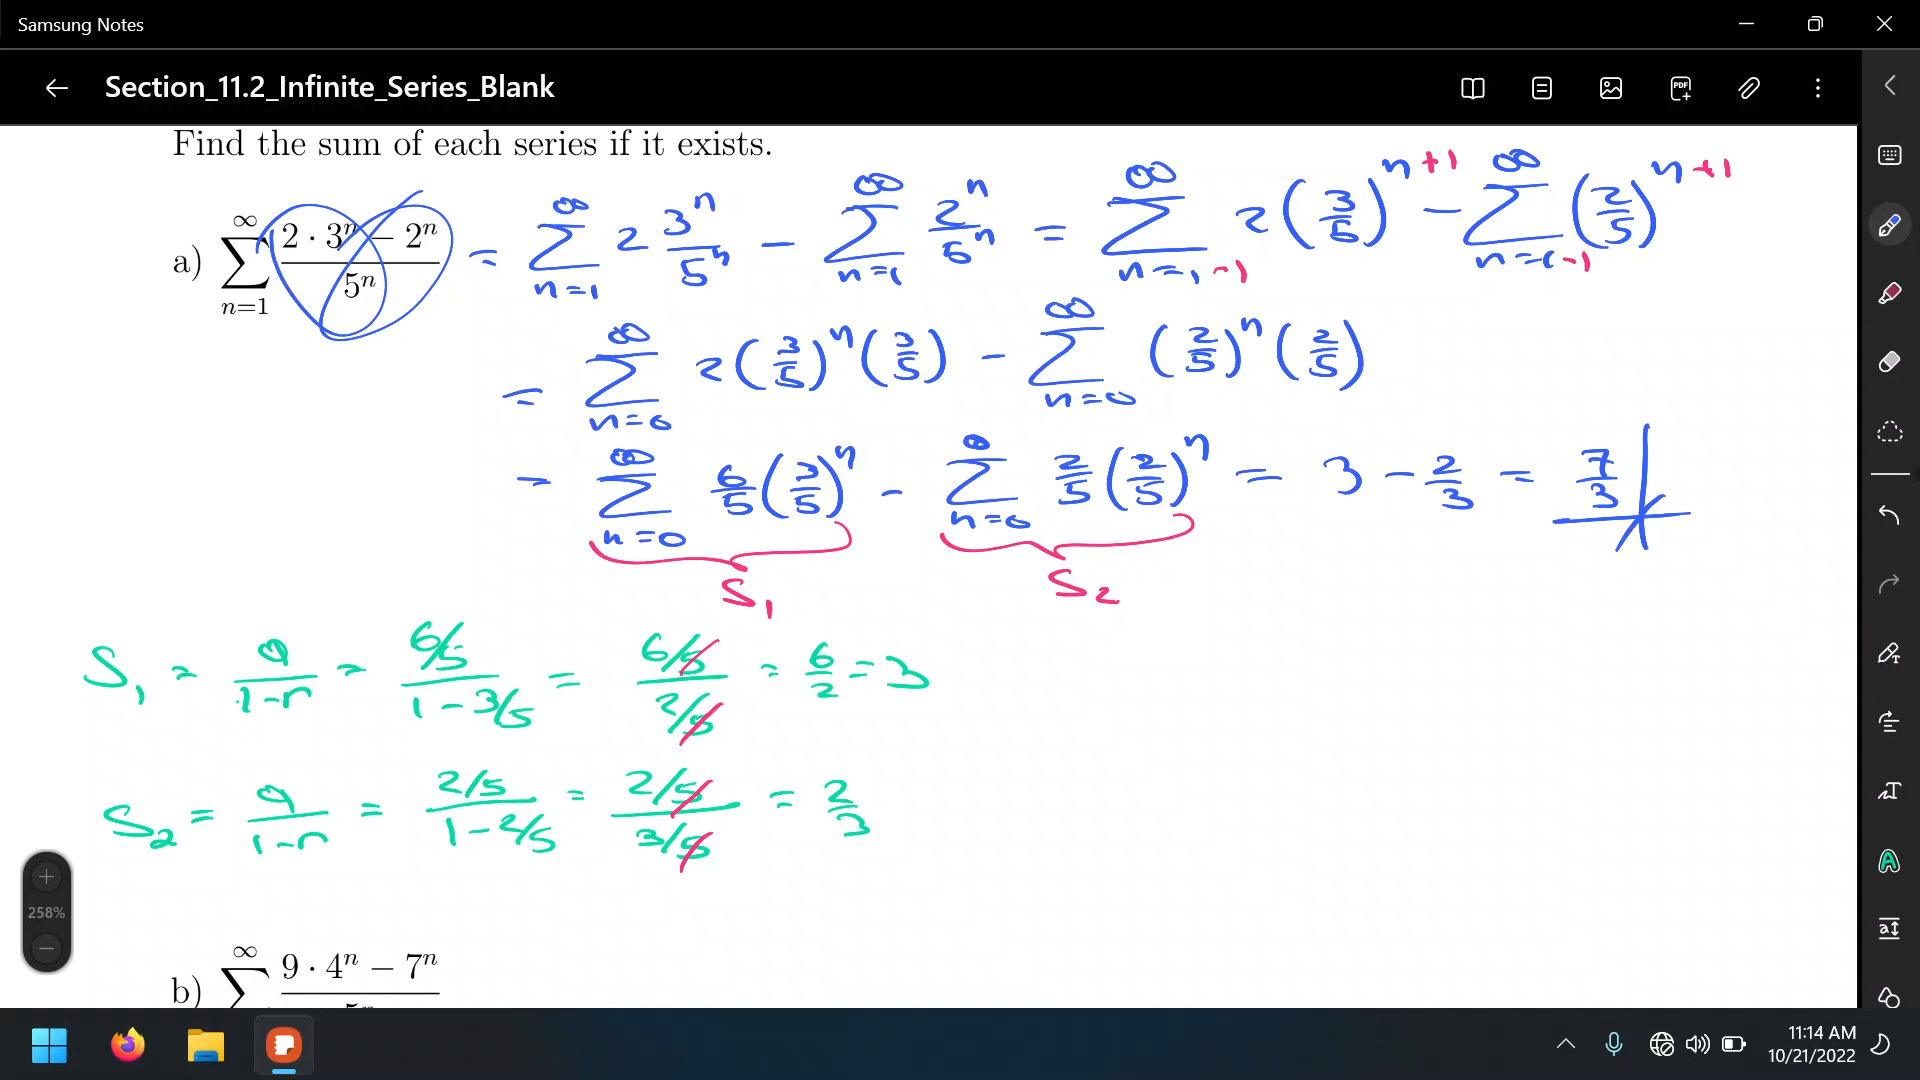 Samsung Notes
Section_11.2_Infinite_Series_Blank
Find the sum of each series if it exists.
a) ∑_{n=1}^{∞} (2 · 3^n − 2^n)/5^n = ∑_{n=1}^{∞} 2 3^n/5^n − ∑_{n=1}^{∞} 2^n/5^n = ∑_{n=1-1}^{∞} 2(3/5)^{n+1} − ∑_{n=1-1}^{∞} (2/5)^{n+1}
= ∑_{n=0}^{∞} 2(3/5)^n (3/5) − ∑_{n=0}^{∞} (2/5)^n (2/5)
= ∑_{n=0}^{∞} 6/5 (3/5)^n − ∑_{n=0}^{∞} 2/5 (2/5)^n = 3 − 2/3 = 7/3
S_1 S_2
S_1 = a/(1-r) = (6/5)/(1 - 3/5) = (6/5)/(2/5) = 6/2 = 3
S_2 = a/(1-r) = (2/5)/(1 - 2/5) = (2/5)/(3/5) = 2/3
258%
b) ∑^{∞} (9 · 4^n − 7^n)/5^n
11:14 AM
10/21/2022